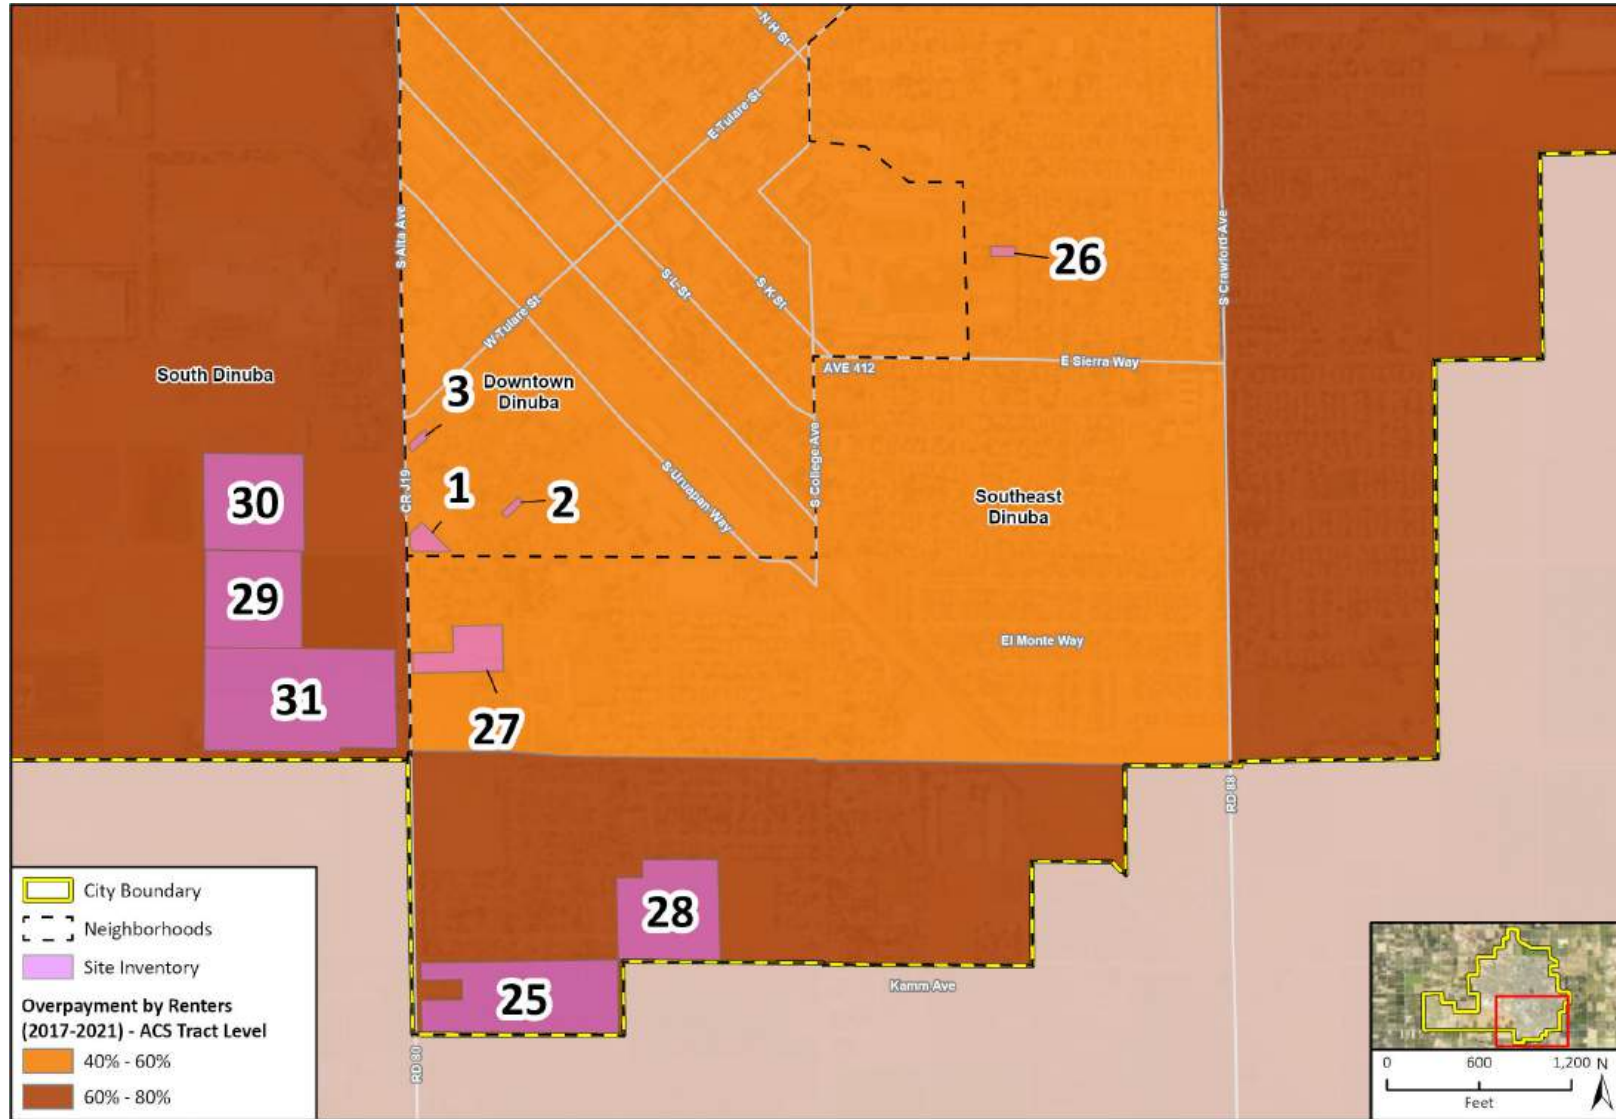 N H St
E Tulare St
S Alta Ave
S L St
S K St
S Crawford Ave
26
W Tulare St
AVE 412
E Sierra Way
South Dinuba
Downtown
Dinuba
3
CR J19
1
2
S Uruapan Way
S College Ave
Southeast
Dinuba
30
29
31
27
El Monte Way
RD 88
28
25
Kamm Ave
RD 80
City Boundary
Neighborhoods
Site Inventory
Overpayment by Renters
(2017-2021) - ACS Tract Level
40% - 60%
60% - 80%
0 600 1,200 N
Feet